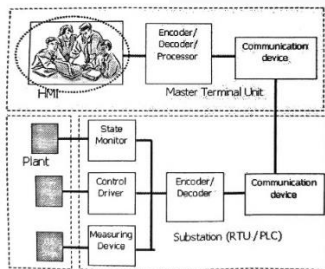 Encoder/
Decoder/
Processor
Communication
device
HMI
Master Terminal Unit
State
Monitor
Plant
Control
Driver
Encoder/
Decoder
Communication
device
Measuring
Device
Substation (RTU/PLC)